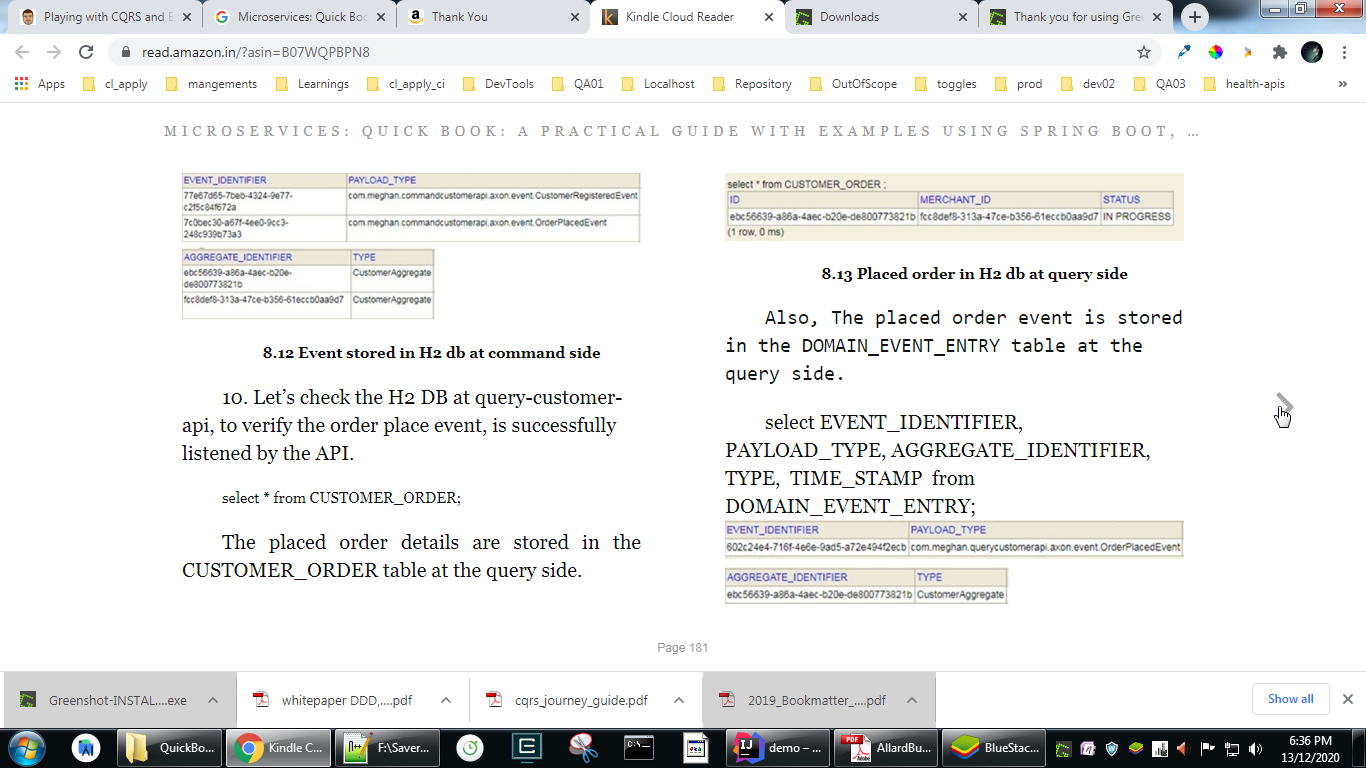 Playing with CQRS and E
Microservices: Quick Boo
Thank You
Kindle Cloud Reader
Downloads
Thank you for using Gre
read.amazon.in/?asin=B07WQPBPN8
Apps
cl_apply
mangements
Learnings
cl_apply_ci
DevTools
QA01
Localhost
Repository
OutOfScope
toggles
prod
dev02
QA03
health-apis
»
MICROSERVICES: QUICK BOOK: A PRACTICAL GUIDE WITH EXAMPLES USING SPRING BOOT, …
EVENT_IDENTIFIER PAYLOAD_TYPE
77e67d65-7beb-4324-9e77- com.meghan.commandcustomerapi.axon.event.CustomerRegisteredEvent
c2f5c84f672a
7c0bec30-a67f-4ee0-9cc3- com.meghan.commandcustomerapi.axon.event.OrderPlacedEvent
248c939b73a3
AGGREGATE_IDENTIFIER TYPE
ebc56639-a86a-4aec-b20e- CustomerAggregate
de800773821b
fcc8def8-313a-47ce-b356-61eccb0aa9d7 CustomerAggregate
8.12 Event stored in H2 db at command side
10. Let’s check the H2 DB at query-customer-
api, to verify the order place event, is successfully
listened by the API.
select * from CUSTOMER_ORDER;
The placed order details are stored in the
CUSTOMER_ORDER table at the query side.
select * from CUSTOMER_ORDER ;
ID MERCHANT_ID STATUS
ebc56639-a86a-4aec-b20e-de800773821b fcc8def8-313a-47ce-b356-61eccb0aa9d7 IN PROGRESS
(1 row, 0 ms)
8.13 Placed order in H2 db at query side
Also, The placed order event is stored
in the DOMAIN_EVENT_ENTRY table at the
query side.
select EVENT_IDENTIFIER,
PAYLOAD_TYPE, AGGREGATE_IDENTIFIER,
TYPE, TIME_STAMP from
DOMAIN_EVENT_ENTRY;
EVENT_IDENTIFIER PAYLOAD_TYPE
602c24e4-716f-4e6e-9ad5-a72e494f2ecb com.meghan.querycustomerapi.axon.event.OrderPlacedEvent
AGGREGATE_IDENTIFIER TYPE
ebc56639-a86a-4aec-b20e-de800773821b CustomerAggregate
Page 181
Greenshot-INSTAL....exe
whitepaper DDD,....pdf
cqrs_journey_guide.pdf
2019_Bookmatter_....pdf
Show all
QuickBo...
Kindle C...
F:\Saver...
demo – ...
AllardBu...
BlueStac...
6:36 PM
13/12/2020